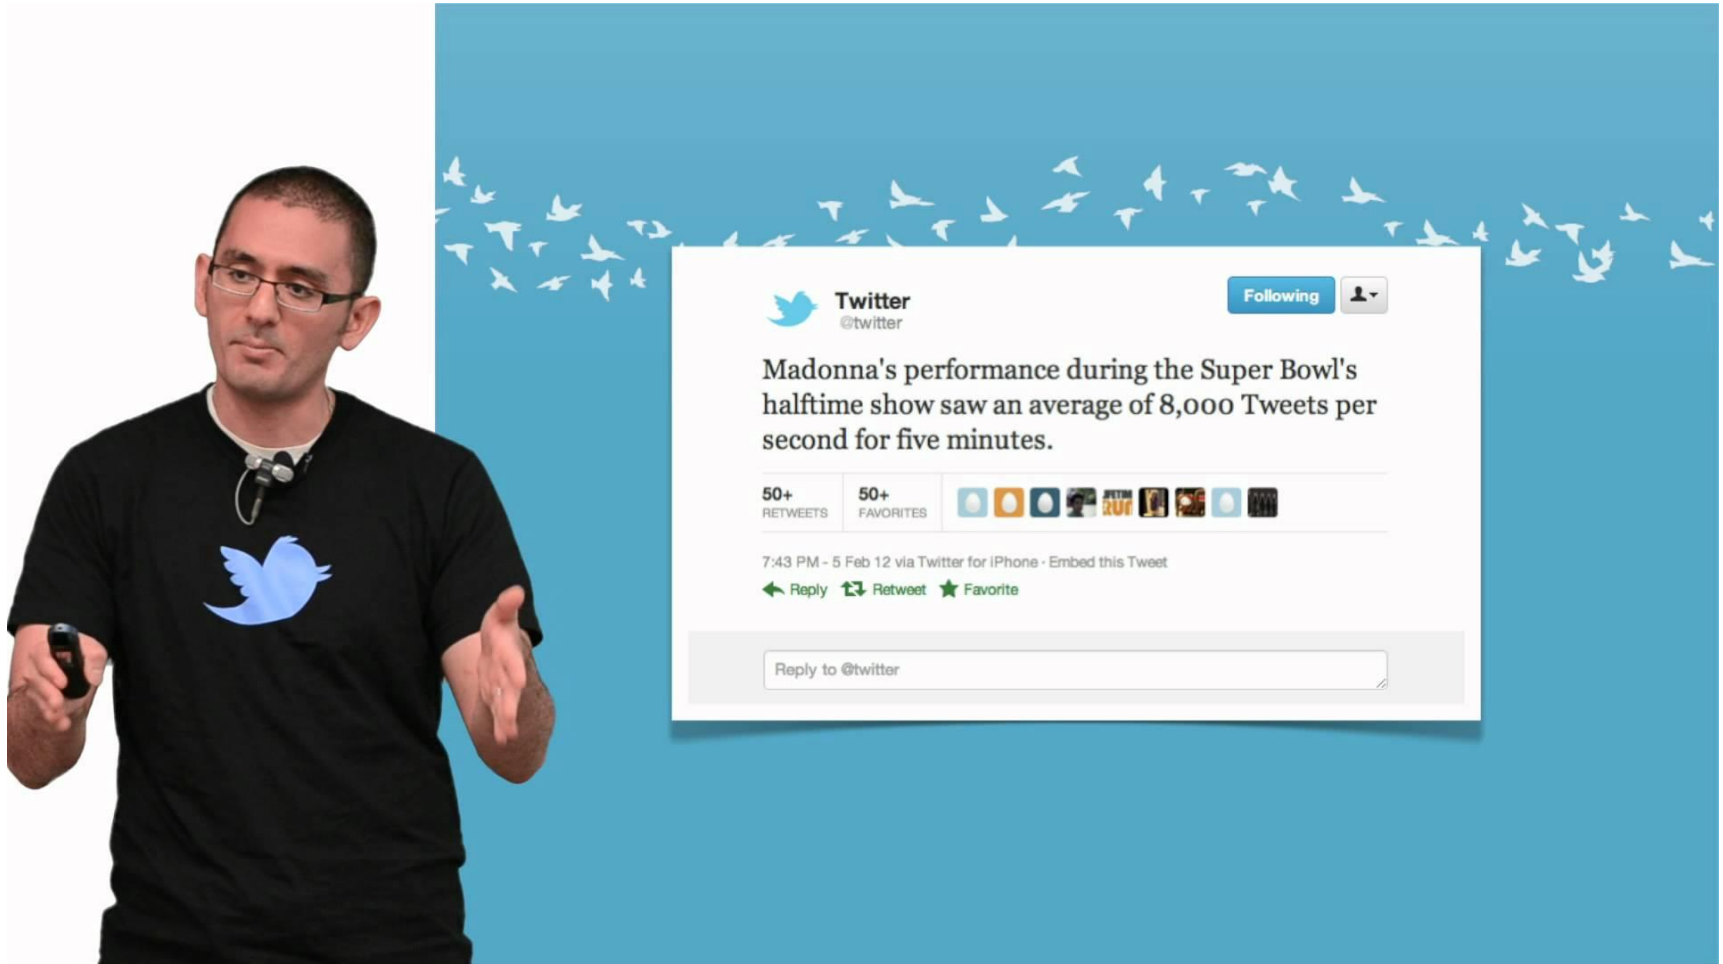 Twitter
@twitter
Following
Madonna's performance during the Super Bowl's
halftime show saw an average of 8,000 Tweets per
second for five minutes.
50+
RETWEETS
50+
FAVORITES
RUN
7:43 PM - 5 Feb 12 via Twitter for iPhone · Embed this Tweet
Reply Retweet Favorite
Reply to @twitter